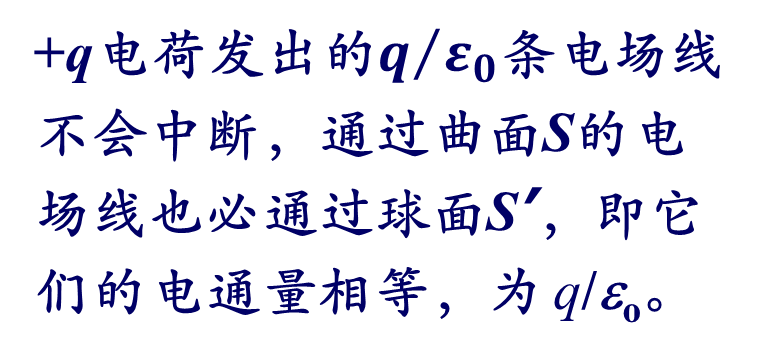 +q电荷发出的q/ε₀条电场线
不会中断，通过曲面S的电
场线也必通过球面S′，即它
们的电通量相等，为 q/ε₀。